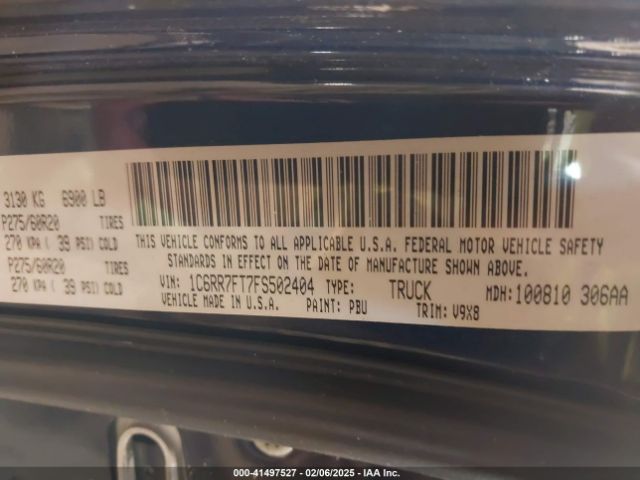 3130 KG 6900 LB
P275/60R20 TIRES
270 KPA ( 39 PSI) COLD
P275/60R20 TIRES
270 KPA ( 39 PSI) COLD
THIS VEHICLE CONFORMS TO ALL APPLICABLE U.S.A. FEDERAL MOTOR VEHICLE SAFETY
STANDARDS IN EFFECT ON THE DATE OF MANUFACTURE SHOWN ABOVE.
VIN: 1C6RR7FT7FS502404 TYPE: TRUCK MDH: 100810 306AA
VEHICLE MADE IN U.S.A. PAINT: PBU TRIM: V9X8
000-41497527 - 02/06/2025 - IAA Inc.